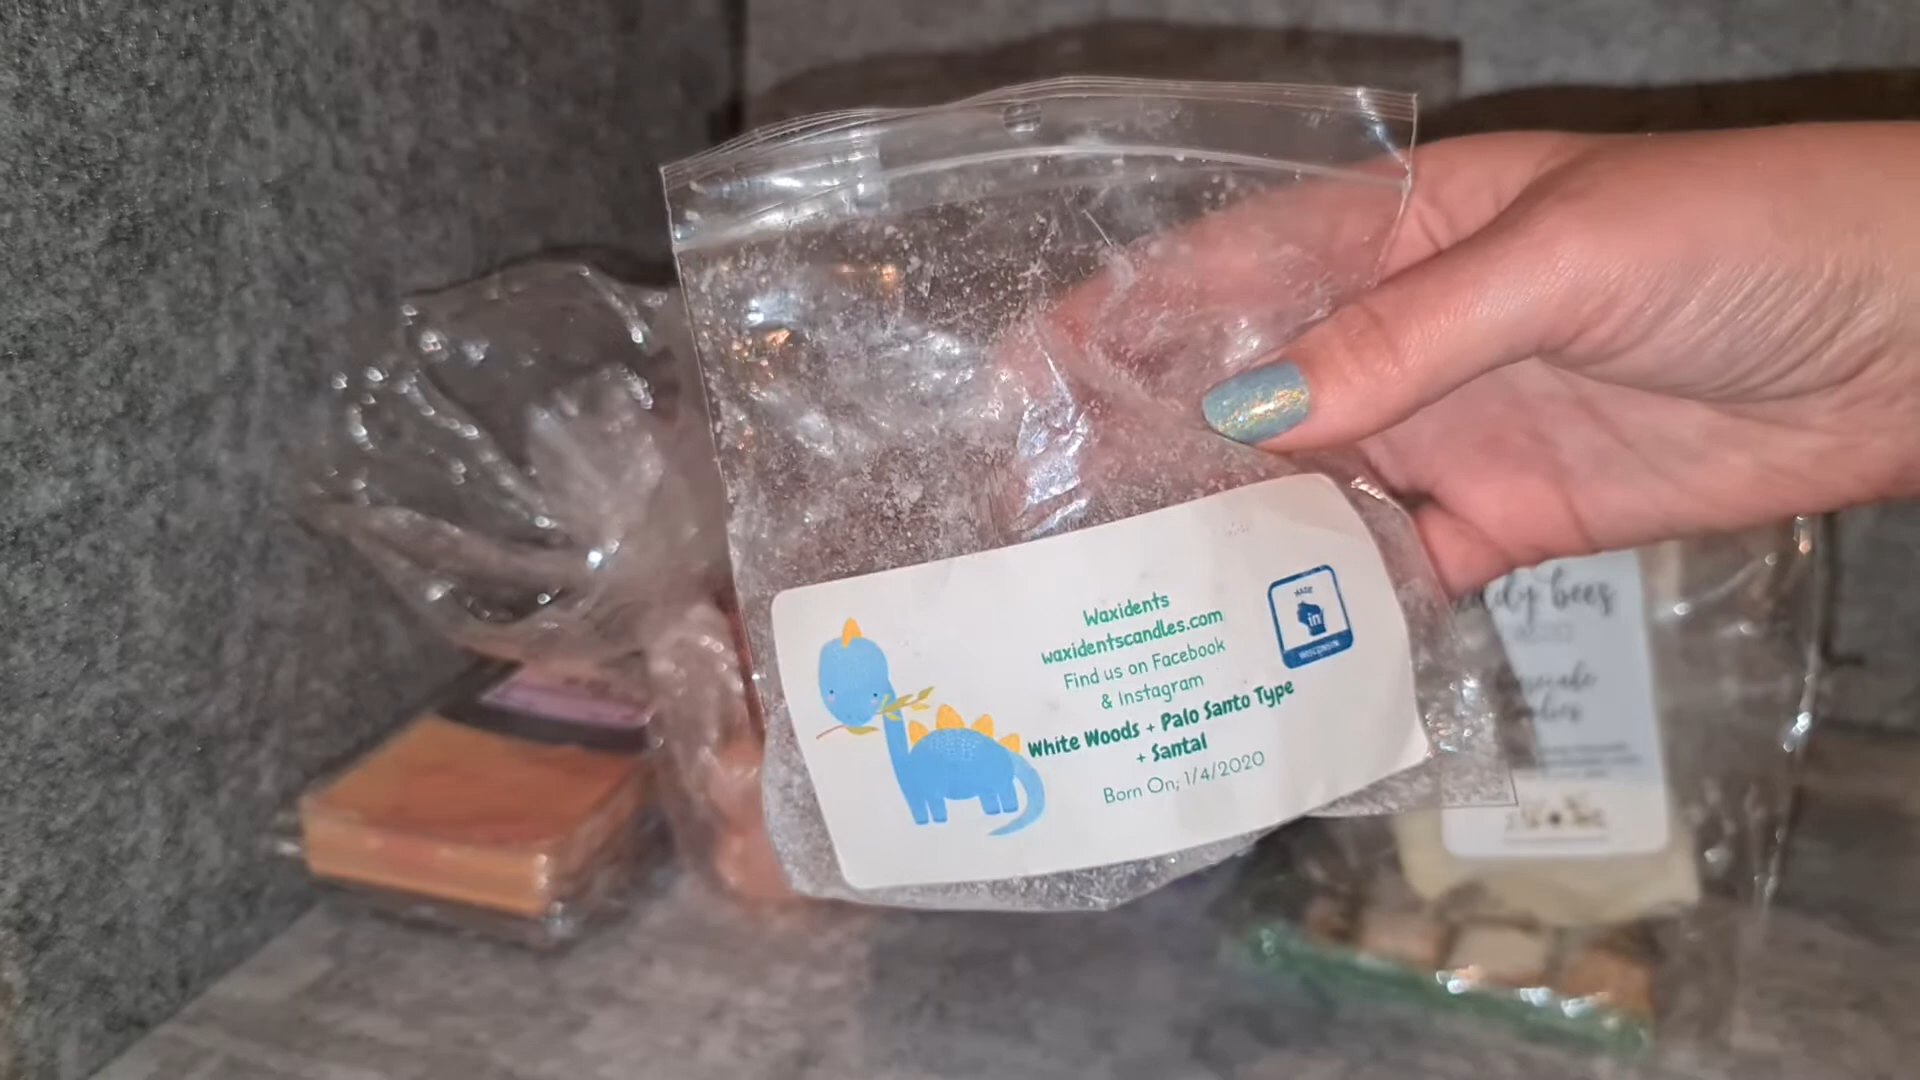 Waxidents
waxidentscandles.com
Find us on Facebook
& Instagram
White Woods + Palo Santo Type
+ Santal
Born On; 1/4/2020
MADE
in
WISCONSIN
bees